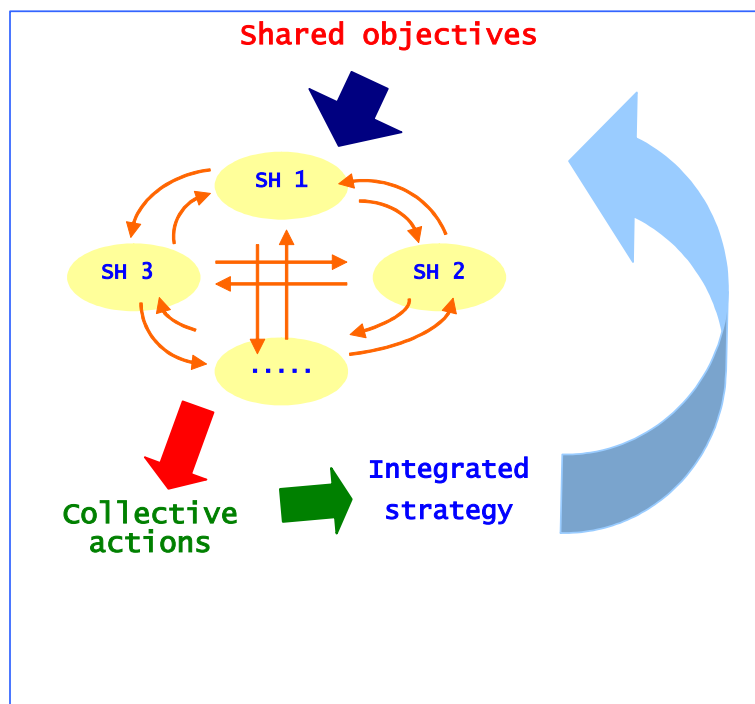 Shared objectives
SH 1
SH 3
SH 2
.....
Integrated
strategy
Collective
actions